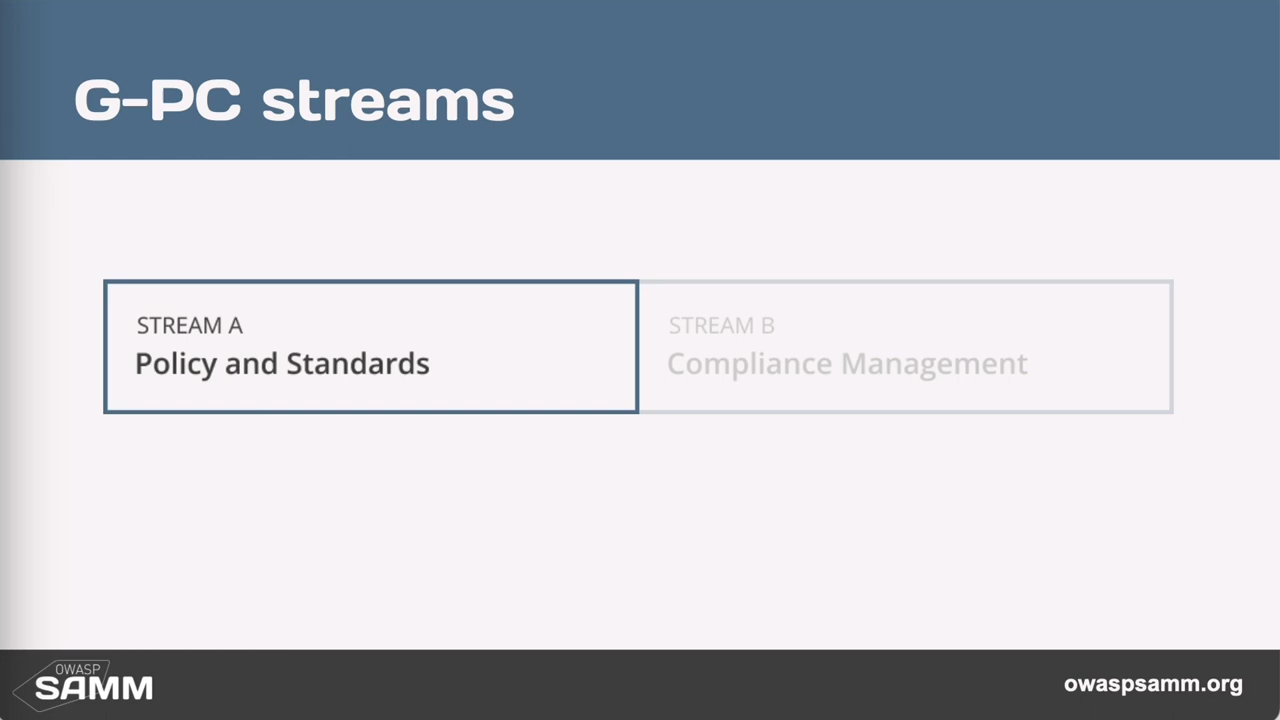 G-PC streams
STREAM A
Policy and Standards
STREAM B
Compliance Management
OWASP
SAMM
owaspsamm.org